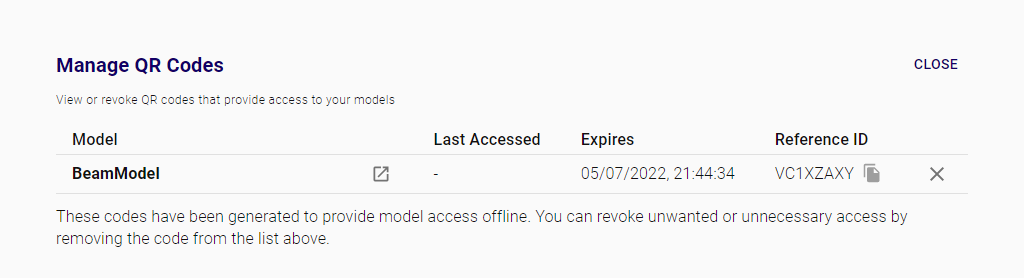 Manage QR Codes CLOSE
View or revoke QR codes that provide access to your models
Model Last Accessed Expires Reference ID
BeamModel - 05/07/2022, 21:44:34 VC1XZAXY
These codes have been generated to provide model access offline. You can revoke unwanted or unnecessary access by
removing the code from the list above.